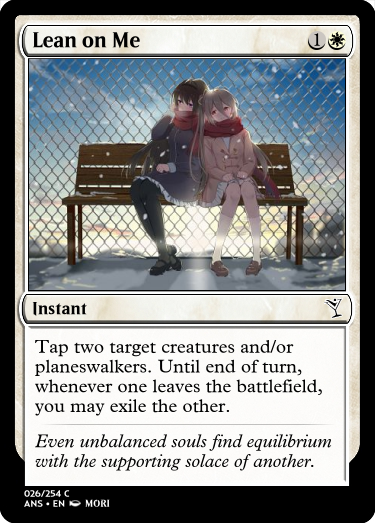 Lean on Me 1
Instant
Tap two target creatures and/or
planeswalkers. Until end of turn,
whenever one leaves the battlefield,
you may exile the other.
Even unbalanced souls find equilibrium
with the supporting solace of another.
026/254 C
ANS • EN MORI